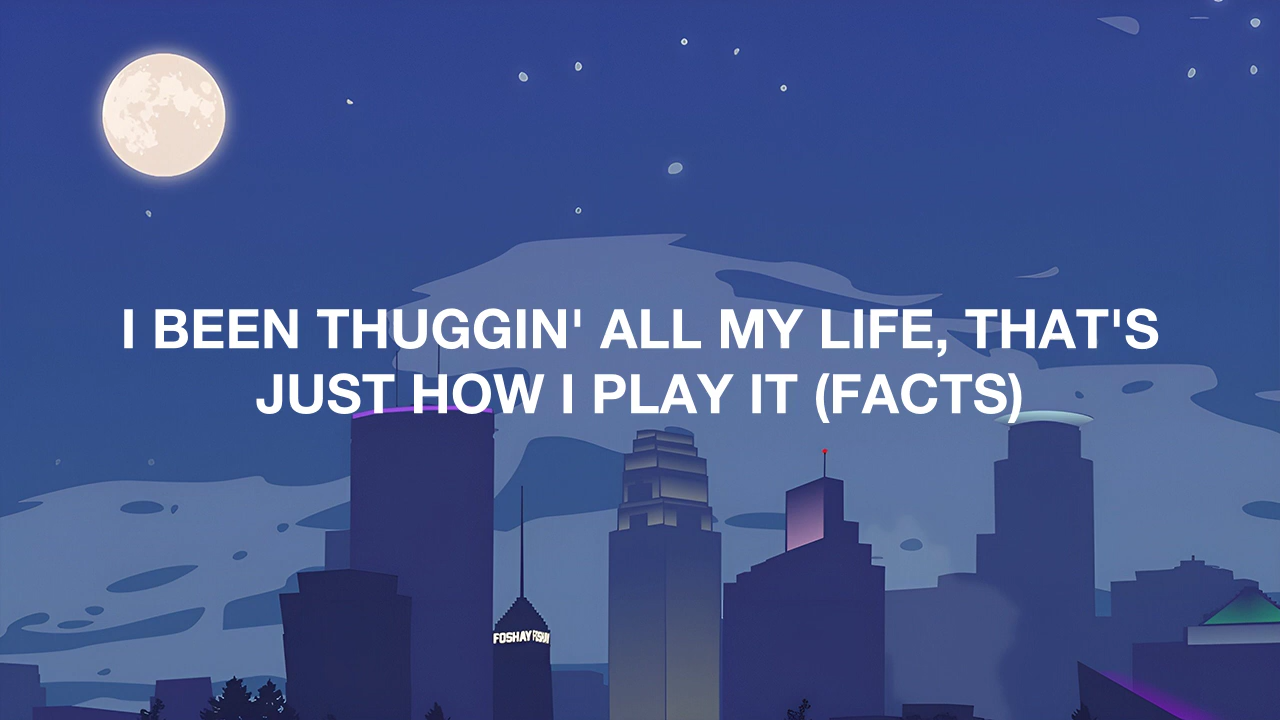 I BEEN THUGGIN' ALL MY LIFE, THAT'S
JUST HOW I PLAY IT (FACTS)
FOSHAY